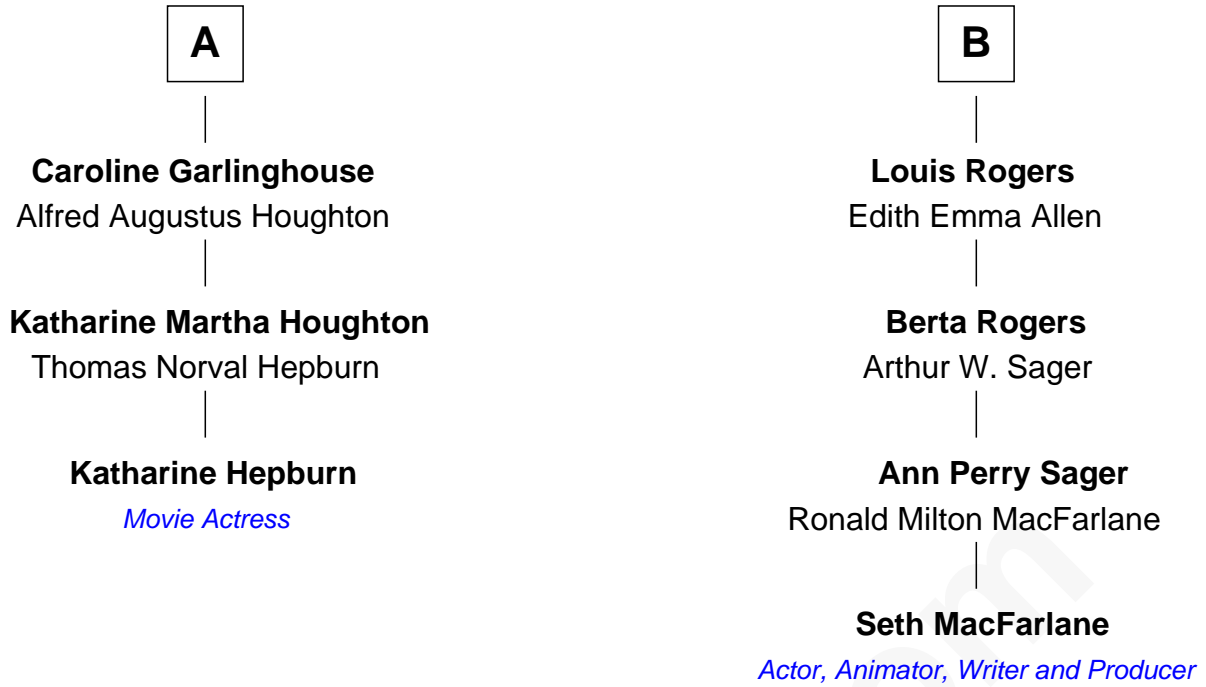 A
Caroline Garlinghouse
Alfred Augustus Houghton
Katharine Martha Houghton
Thomas Norval Hepburn
Katharine Hepburn
Movie Actress
B
Louis Rogers
Edith Emma Allen
Berta Rogers
Arthur W. Sager
Ann Perry Sager
Ronald Milton MacFarlane
Seth MacFarlane
Actor, Animator, Writer and Producer